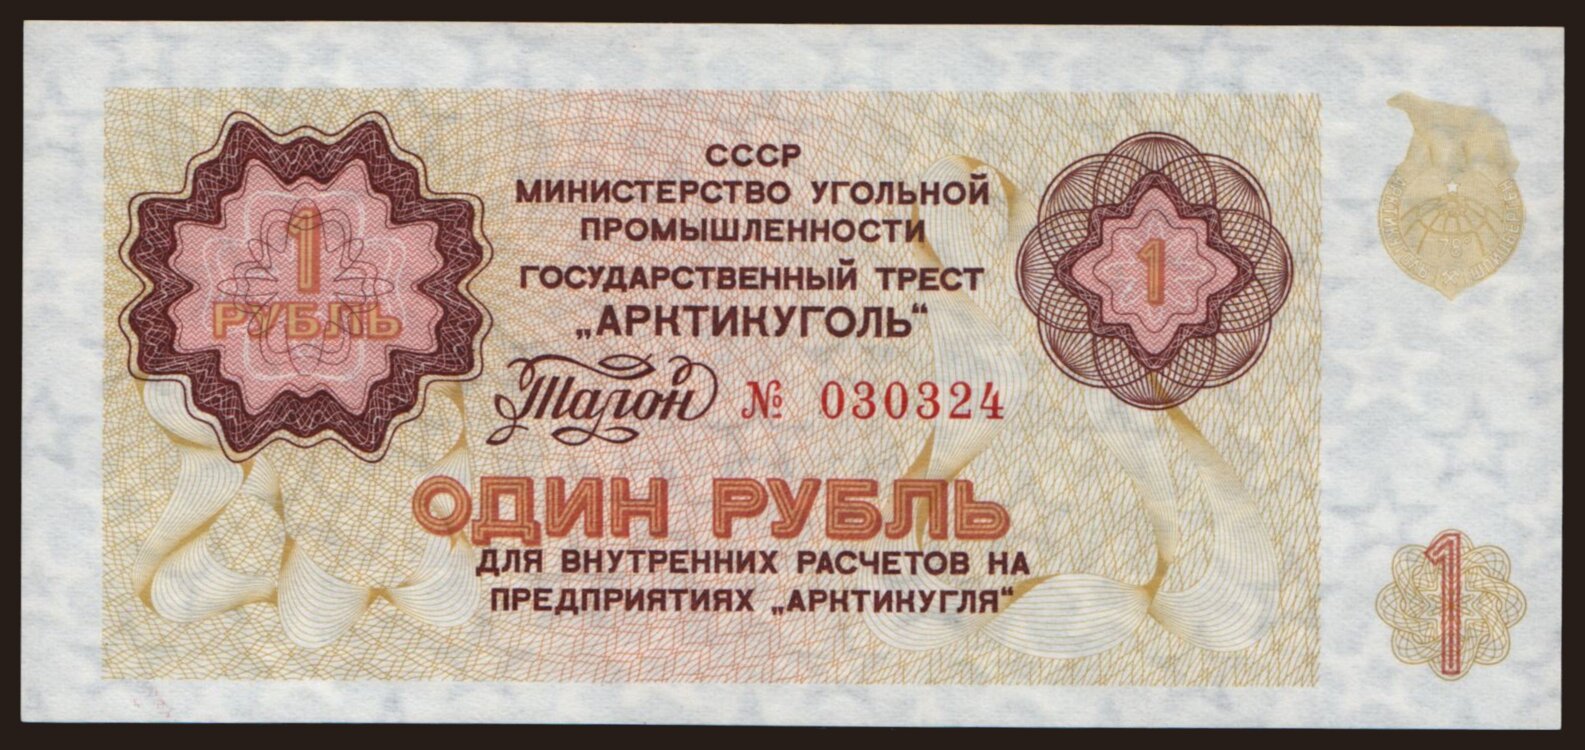 СССР
МИНИСТЕРСТВО УГОЛЬНОЙ
ПРОМЫШЛЕННОСТИ
ГОСУДАРСТВЕННЫЙ ТРЕСТ
„АРКТИКУГОЛЬ“
Талон № 030324
1
РУБЛЬ
1
ОДИН РУБЛЬ
ДЛЯ ВНУТРЕННИХ РАСЧЕТОВ НА
ПРЕДПРИЯТИЯХ „АРКТИКУГЛЯ“
79°
1